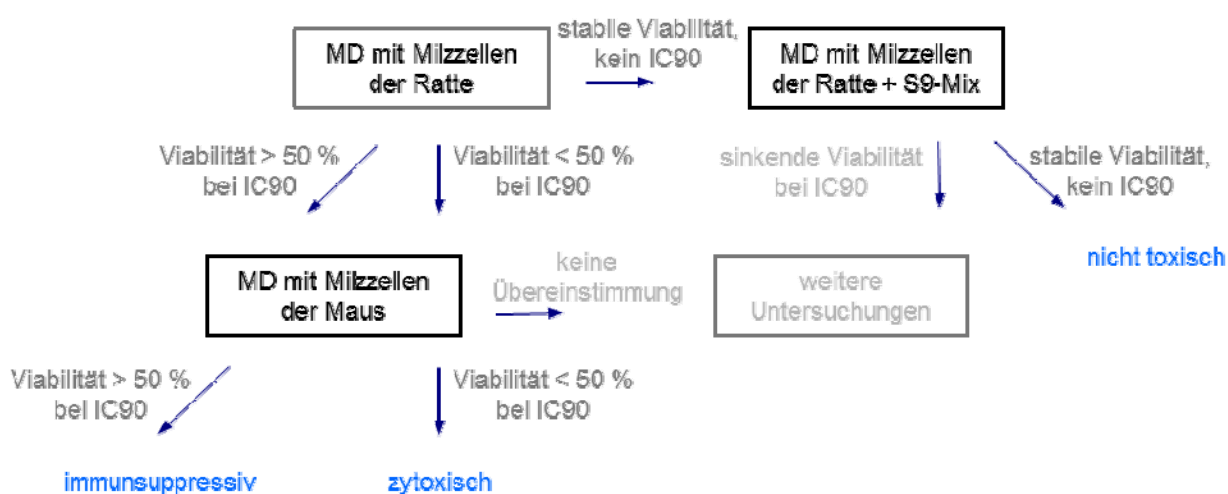 MD mit Milzzellen
der Ratte
stabile Viabilität,
kein IC90
MD mit Milzzellen
der Ratte + S9-Mix
Viabilität > 50 %
bei IC90
Viabilität < 50 %
bei IC90
sinkende Viabilität
bei IC90
stabile Viabilität,
kein IC90
nicht toxisch
MD mit Milzzellen
der Maus
keine
Übereinstimmung
weitere
Untersuchungen
Viabilität > 50 %
bei IC90
Viabilität < 50 %
bei IC90
immunsuppressiv
zytoxisch